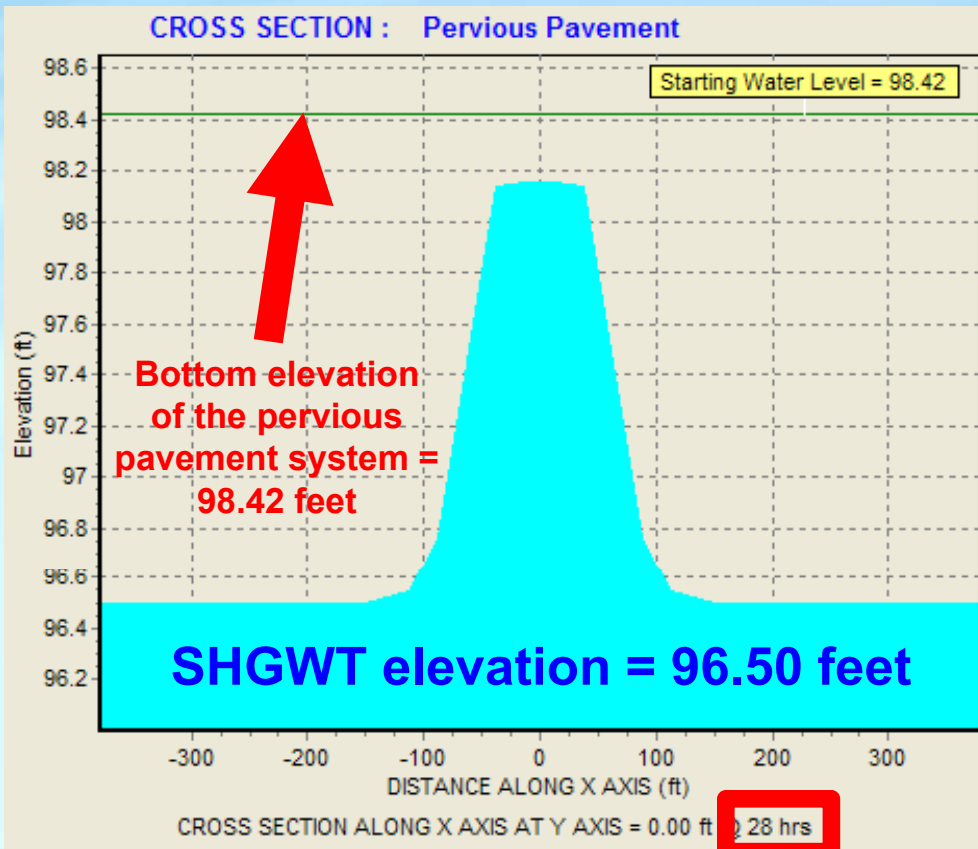 CROSS SECTION : Pervious Pavement
Starting Water Level = 98.42
98.6
98.4
98.2
98
97.8
97.6
97.4
97.2
97
96.8
96.6
96.4
96.2
Elevation (ft)
Bottom elevation
of the pervious
pavement system =
98.42 feet
SHGWT elevation = 96.50 feet
-300 -200 -100 0 100 200 300
DISTANCE ALONG X AXIS (ft)
CROSS SECTION ALONG X AXIS AT Y AXIS = 0.00 ft 28 hrs